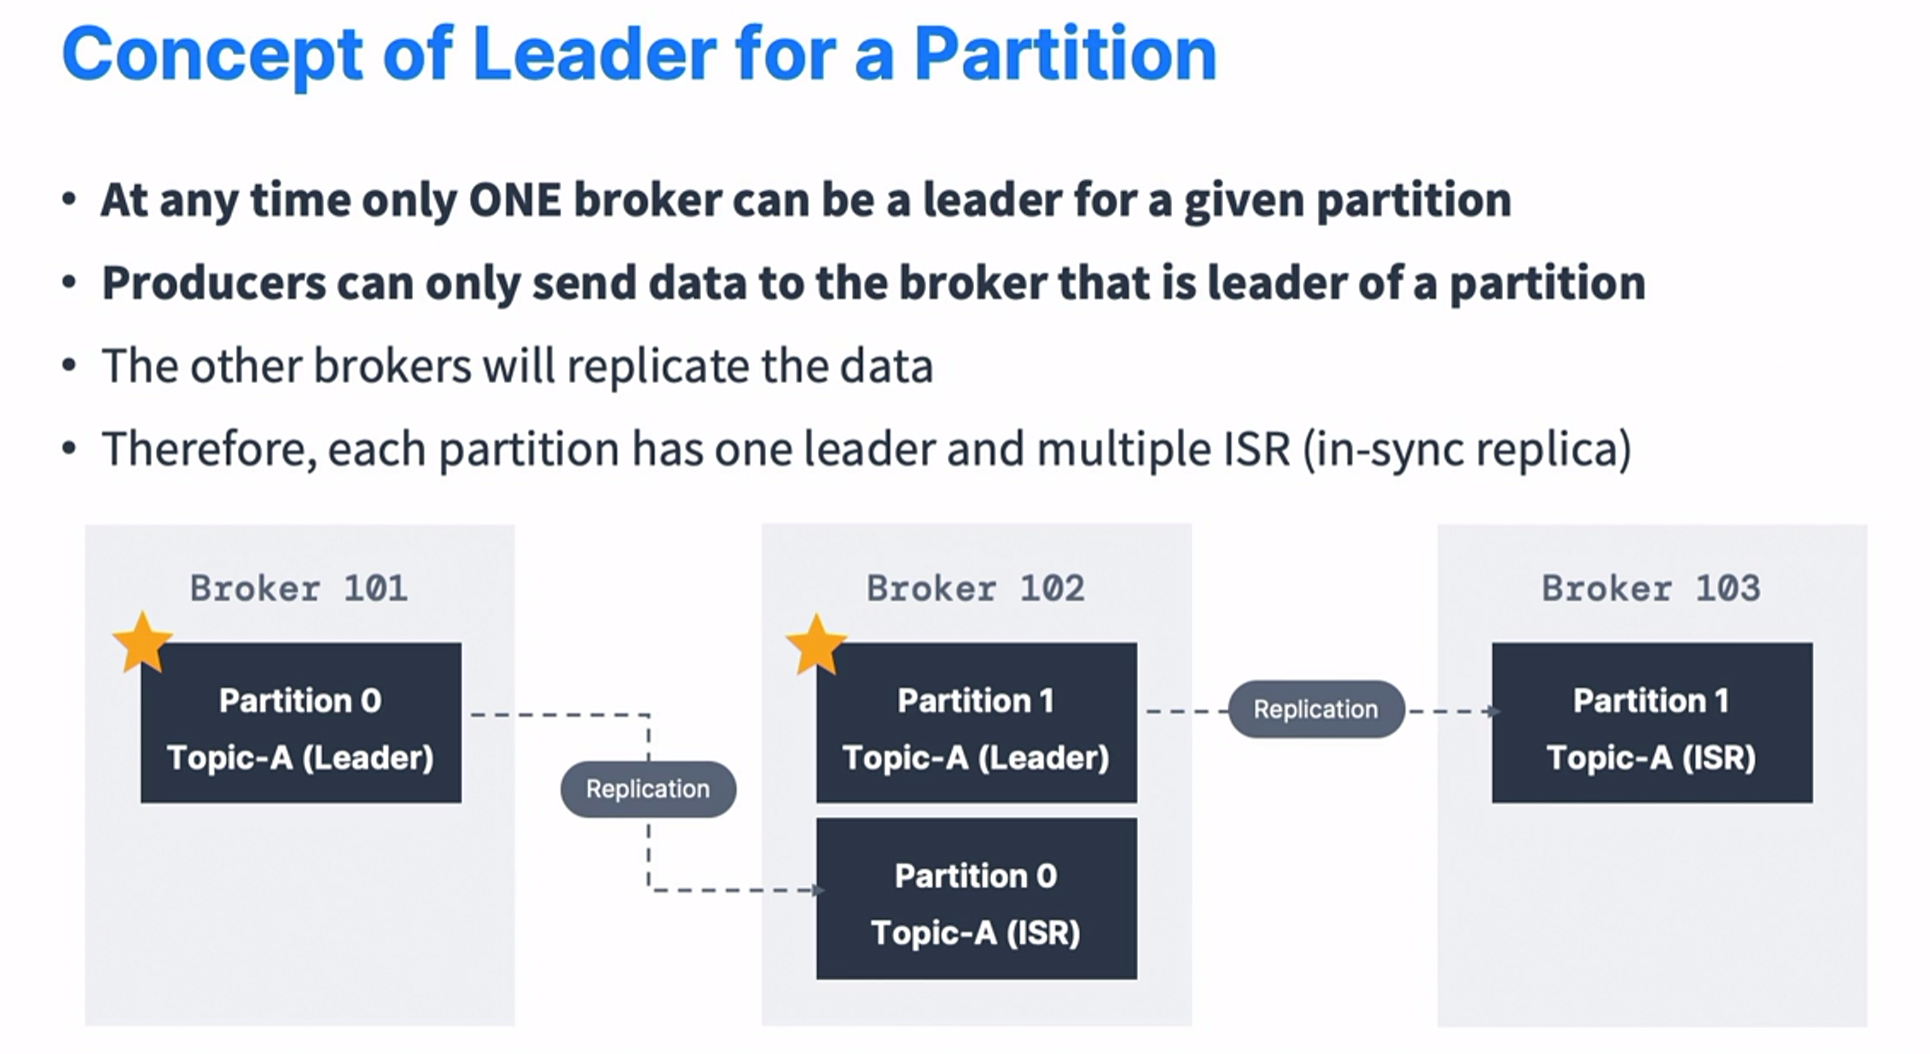 Concept of Leader for a Partition
• At any time only ONE broker can be a leader for a given partition
• Producers can only send data to the broker that is leader of a partition
• The other brokers will replicate the data
• Therefore, each partition has one leader and multiple ISR (in-sync replica)
Broker 101
Partition 0
Topic-A (Leader)
Replication
Broker 102
Partition 1
Topic-A (Leader)
Partition 0
Topic-A (ISR)
Replication
Broker 103
Partition 1
Topic-A (ISR)